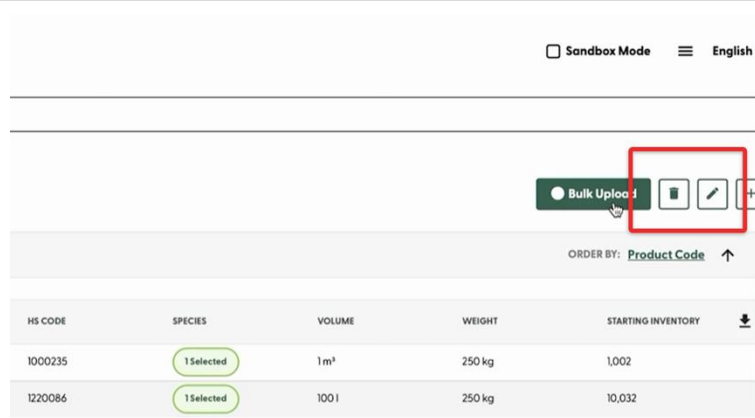 Sandbox Mode English
Bulk Upload
ORDER BY: Product Code
HS CODE SPECIES VOLUME WEIGHT STARTING INVENTORY
1000235 1 Selected 1 m³ 250 kg 1,002
1220086 1 Selected 100 l 250 kg 10,032